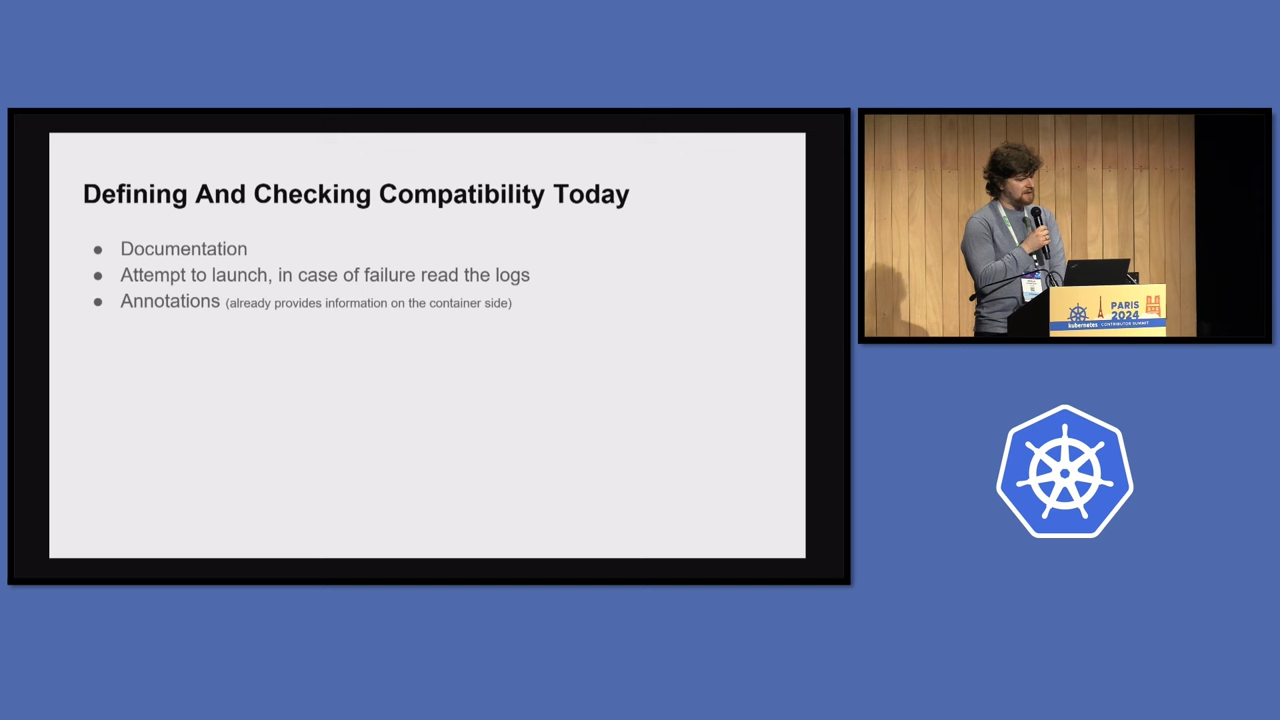 Defining And Checking Compatibility Today
● Documentation
● Attempt to launch, in case of failure read the logs
● Annotations (already provides information on the container side)
PARIS
2024
kubernetes CONTRIBUTOR SUMMIT